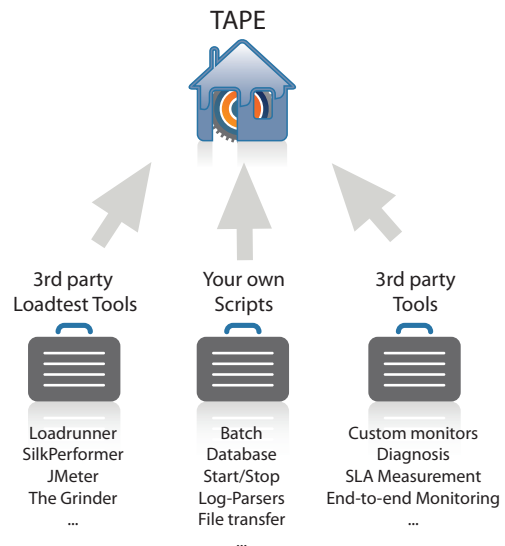 TAPE
3rd party
Loadtest Tools
Your own
Scripts
3rd party
Tools
Loadrunner
SilkPerformer
JMeter
The Grinder
...
Batch
Database
Start/Stop
Log-Parsers
File transfer
...
Custom monitors
Diagnosis
SLA Measurement
End-to-end Monitoring
...